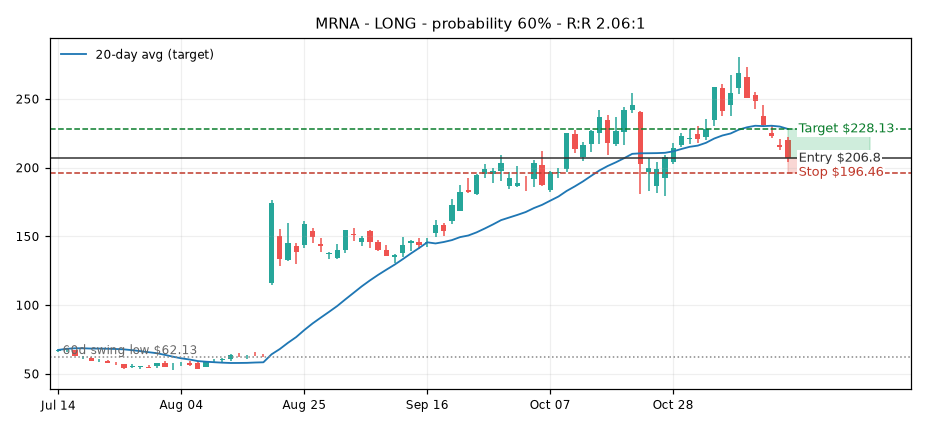 MRNA - LONG - probability 60% - R:R 2.06:1
20-day avg (target)
250
200
150
100
50
Target $228.13
Entry $206.8
Stop $196.46
60d swing low $62.13
Jul 14
Aug 04
Aug 25
Sep 16
Oct 07
Oct 28